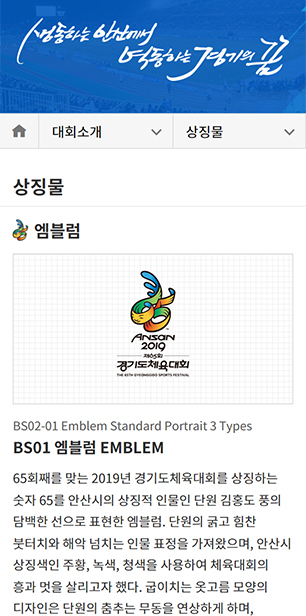 생동하는 안산에서
역동하는 경기의 꿈
대회소개
상징물
상징물
엠블럼
ANSAN
2019
제65회
경기도체육대회
THE 65TH GYEONGGIDO SPORTS FESTIVAL
BS02-01 Emblem Standard Portrait 3 Types
BS01 엠블럼 EMBLEM
65회째를 맞는 2019년 경기도체육대회를 상징하는
숫자 65를 안산시의 상징적 인물인 단원 김홍도 풍의
담백한 선으로 표현한 엠블럼. 단원의 굵고 힘찬
붓터치와 해악 넘치는 인물 표정을 가져왔으며, 안산시
상징색인 주황, 녹색, 청색을 사용하여 체육대회의
흥과 멋을 살리고자 했다. 굽이치는 옷고름 모양의
디자인은 단원의 춤추는 무동을 연상하게 하며,